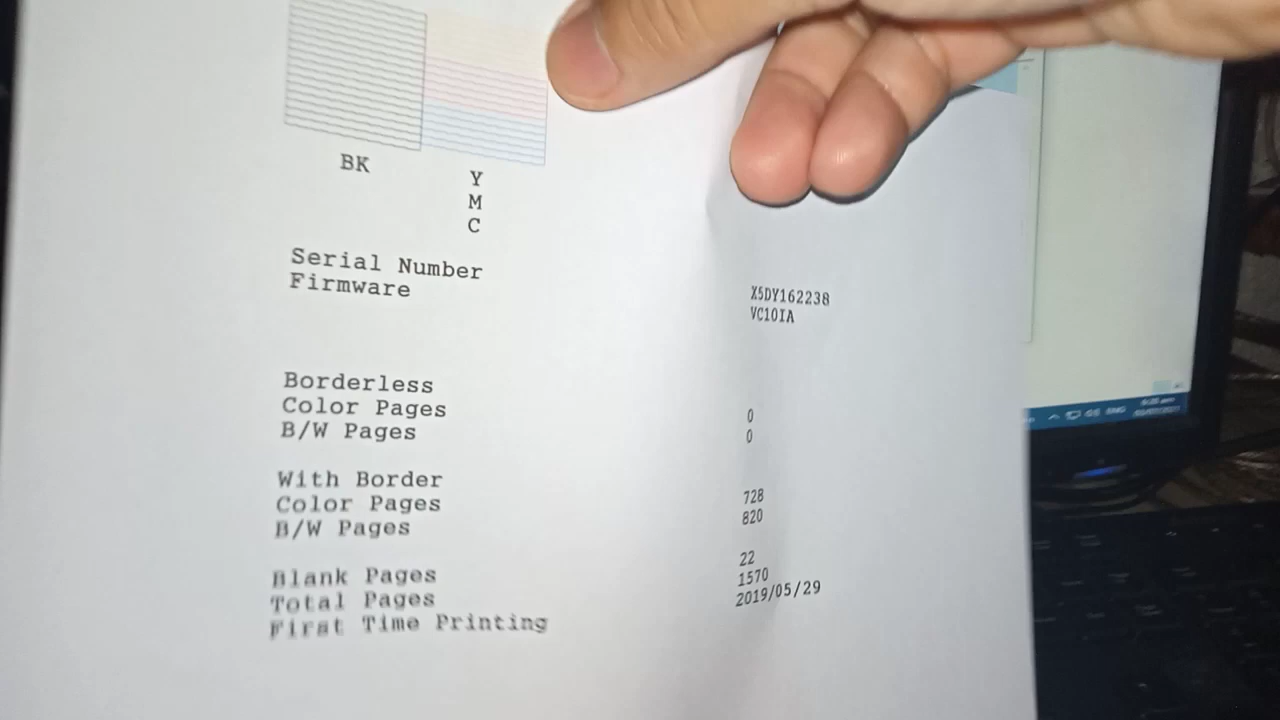 BK
Y
M
C
Serial Number X5DY162238
Firmware VC10IA
Borderless
Color Pages 0
B/W Pages 0
With Border
Color Pages 728
B/W Pages 820
Blank Pages 22
Total Pages 1570
First Time Printing 2019/05/29
ENG